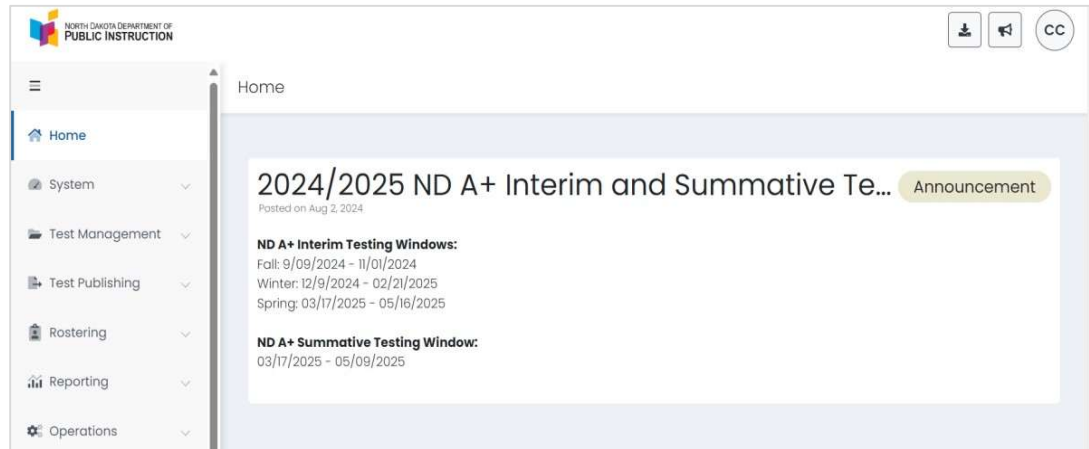 NORTH DAKOTA DEPARTMENT OF
PUBLIC INSTRUCTION
CC
Home
Home
System
Test Management
Test Publishing
Rostering
Reporting
Operations
2024/2025 ND A+ Interim and Summative Te...
Announcement
Posted on Aug 2, 2024
ND A+ Interim Testing Windows:
Fall: 9/09/2024 - 11/01/2024
Winter: 12/9/2024 - 02/21/2025
Spring: 03/17/2025 - 05/16/2025
ND A+ Summative Testing Window:
03/17/2025 - 05/09/2025